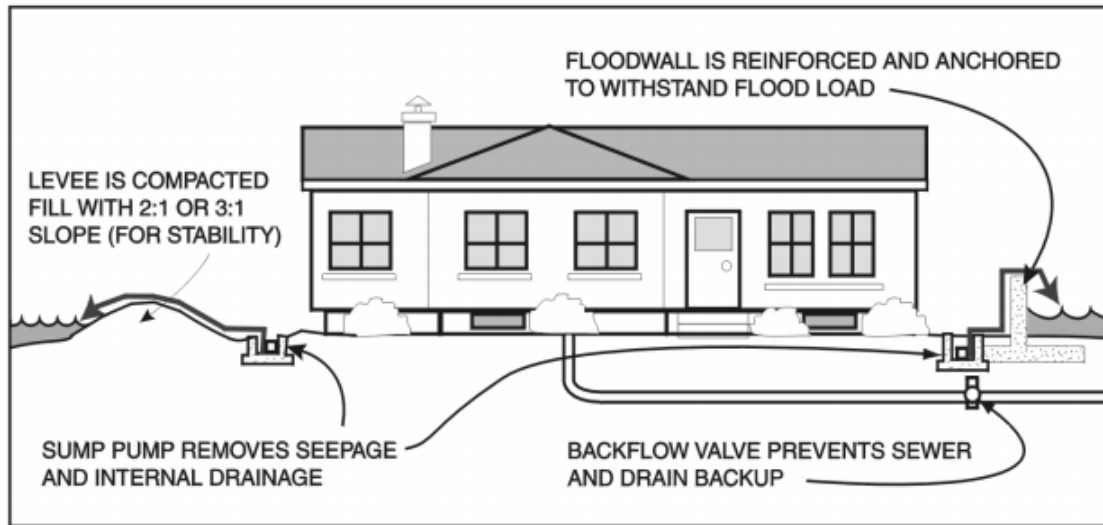 FLOODWALL IS REINFORCED AND ANCHORED
TO WITHSTAND FLOOD LOAD
LEVEE IS COMPACTED
FILL WITH 2:1 OR 3:1
SLOPE (FOR STABILITY)
SUMP PUMP REMOVES SEEPAGE
AND INTERNAL DRAINAGE
BACKFLOW VALVE PREVENTS SEWER
AND DRAIN BACKUP